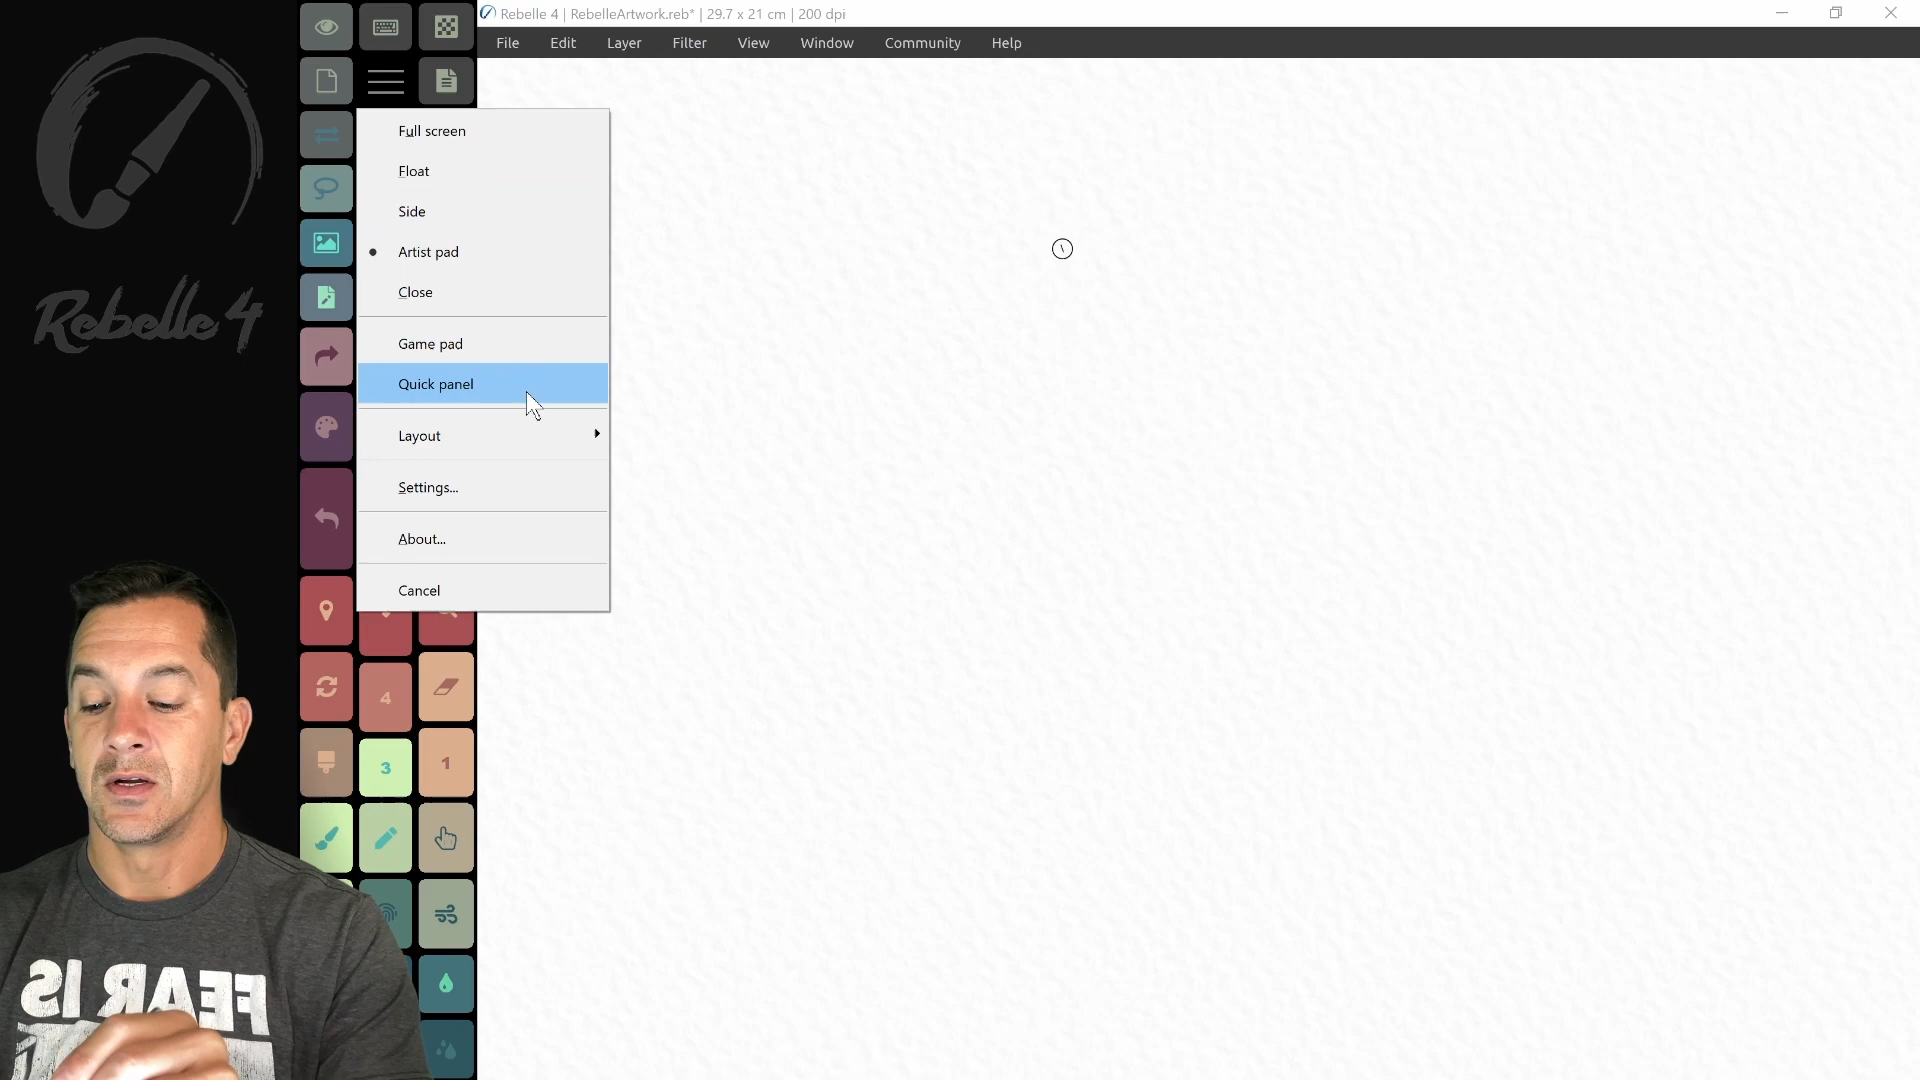 Rebelle 4 | RebelleArtwork.reb* | 29.7 x 21 cm | 200 dpi
File Edit Layer Filter View Window Community Help
Full screen
Float
Side
Artist pad
Close
Game pad
Quick panel
Layout
Settings...
About...
Cancel
Rebelle 4
4
3
1
FEAR IS